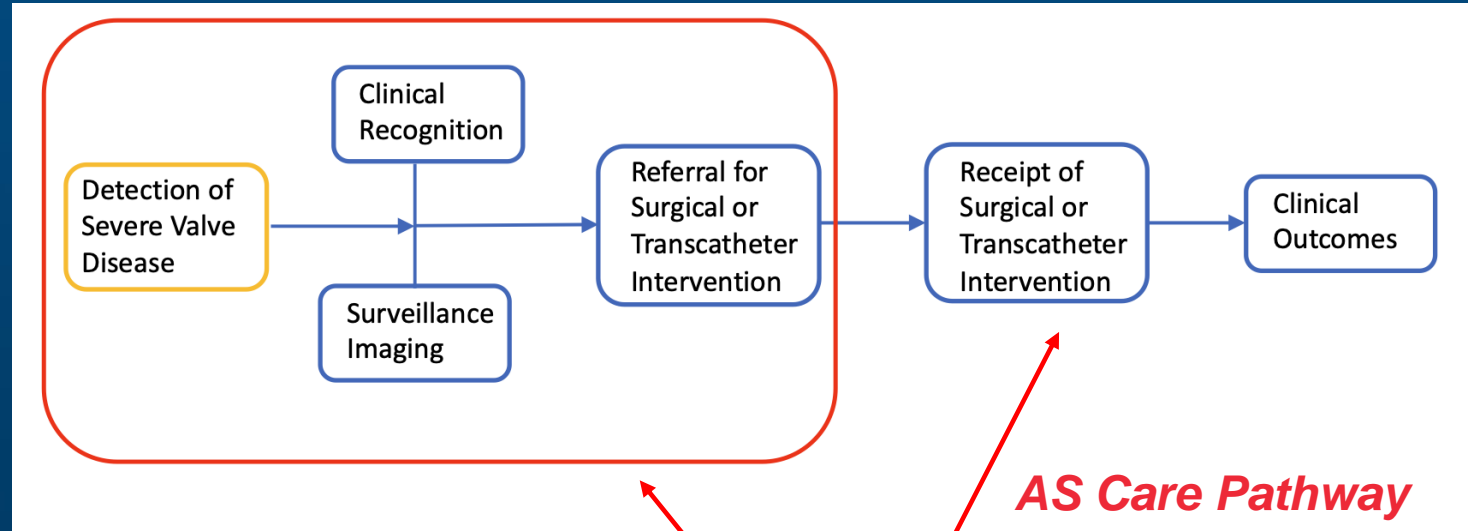 Clinical
Recognition
Detection of
Severe Valve
Disease
Surveillance
Imaging
Referral for
Surgical or
Transcatheter
Intervention
Receipt of
Surgical or
Transcatheter
Intervention
Clinical
Outcomes
AS Care Pathway